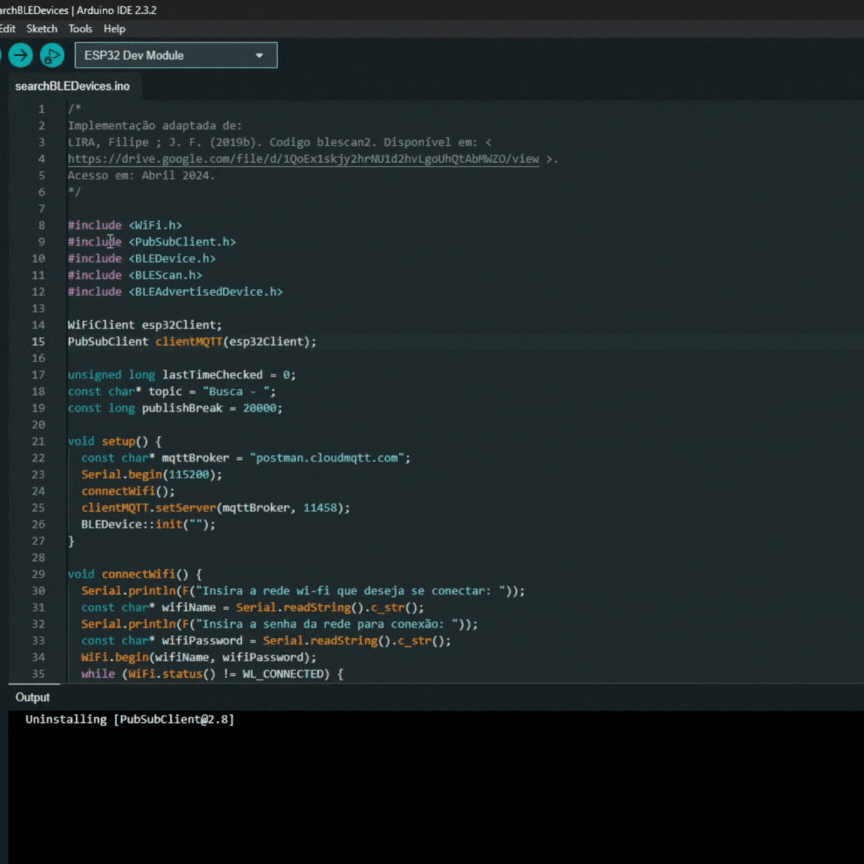 archBLEDevices | Arduino IDE 2.3.2
Edit Sketch Tools Help
ESP32 Dev Module
searchBLEDevices.ino
1 /*
2 Implementação adaptada de:
3 LIRA, Filipe ; J. F. (2019b). Codigo blescan2. Disponível em: <
4 https://drive.google.com/file/d/1QoEx1skjy2hrNU1d2hvLgoUhQtAbMWZO/view >.
5 Acesso em: Abril 2024.
6 */
7
8 #include <WiFi.h>
9 #include <PubSubClient.h>
10 #include <BLEDevice.h>
11 #include <BLEScan.h>
12 #include <BLEAdvertisedDevice.h>
13
14 WiFiClient esp32Client;
15 PubSubClient clientMQTT(esp32Client);
16
17 unsigned long lastTimeChecked = 0;
18 const char* topic = "Busca - ";
19 const long publishBreak = 20000;
20
21 void setup() {
22 const char* mqttBroker = "postman.cloudmqtt.com";
23 Serial.begin(115200);
24 connectWifi();
25 clientMQTT.setServer(mqttBroker, 11458);
26 BLEDevice::init("");
27 }
28
29 void connectWifi() {
30 Serial.println(F("Insira a rede wi-fi que deseja se conectar: "));
31 const char* wifiName = Serial.readString().c_str();
32 Serial.println(F("Insira a senha da rede para conexão: "));
33 const char* wifiPassword = Serial.readString().c_str();
34 WiFi.begin(wifiName, wifiPassword);
35 while (WiFi.status() != WL_CONNECTED) {
Output
Uninstalling [PubSubClient@2.8]